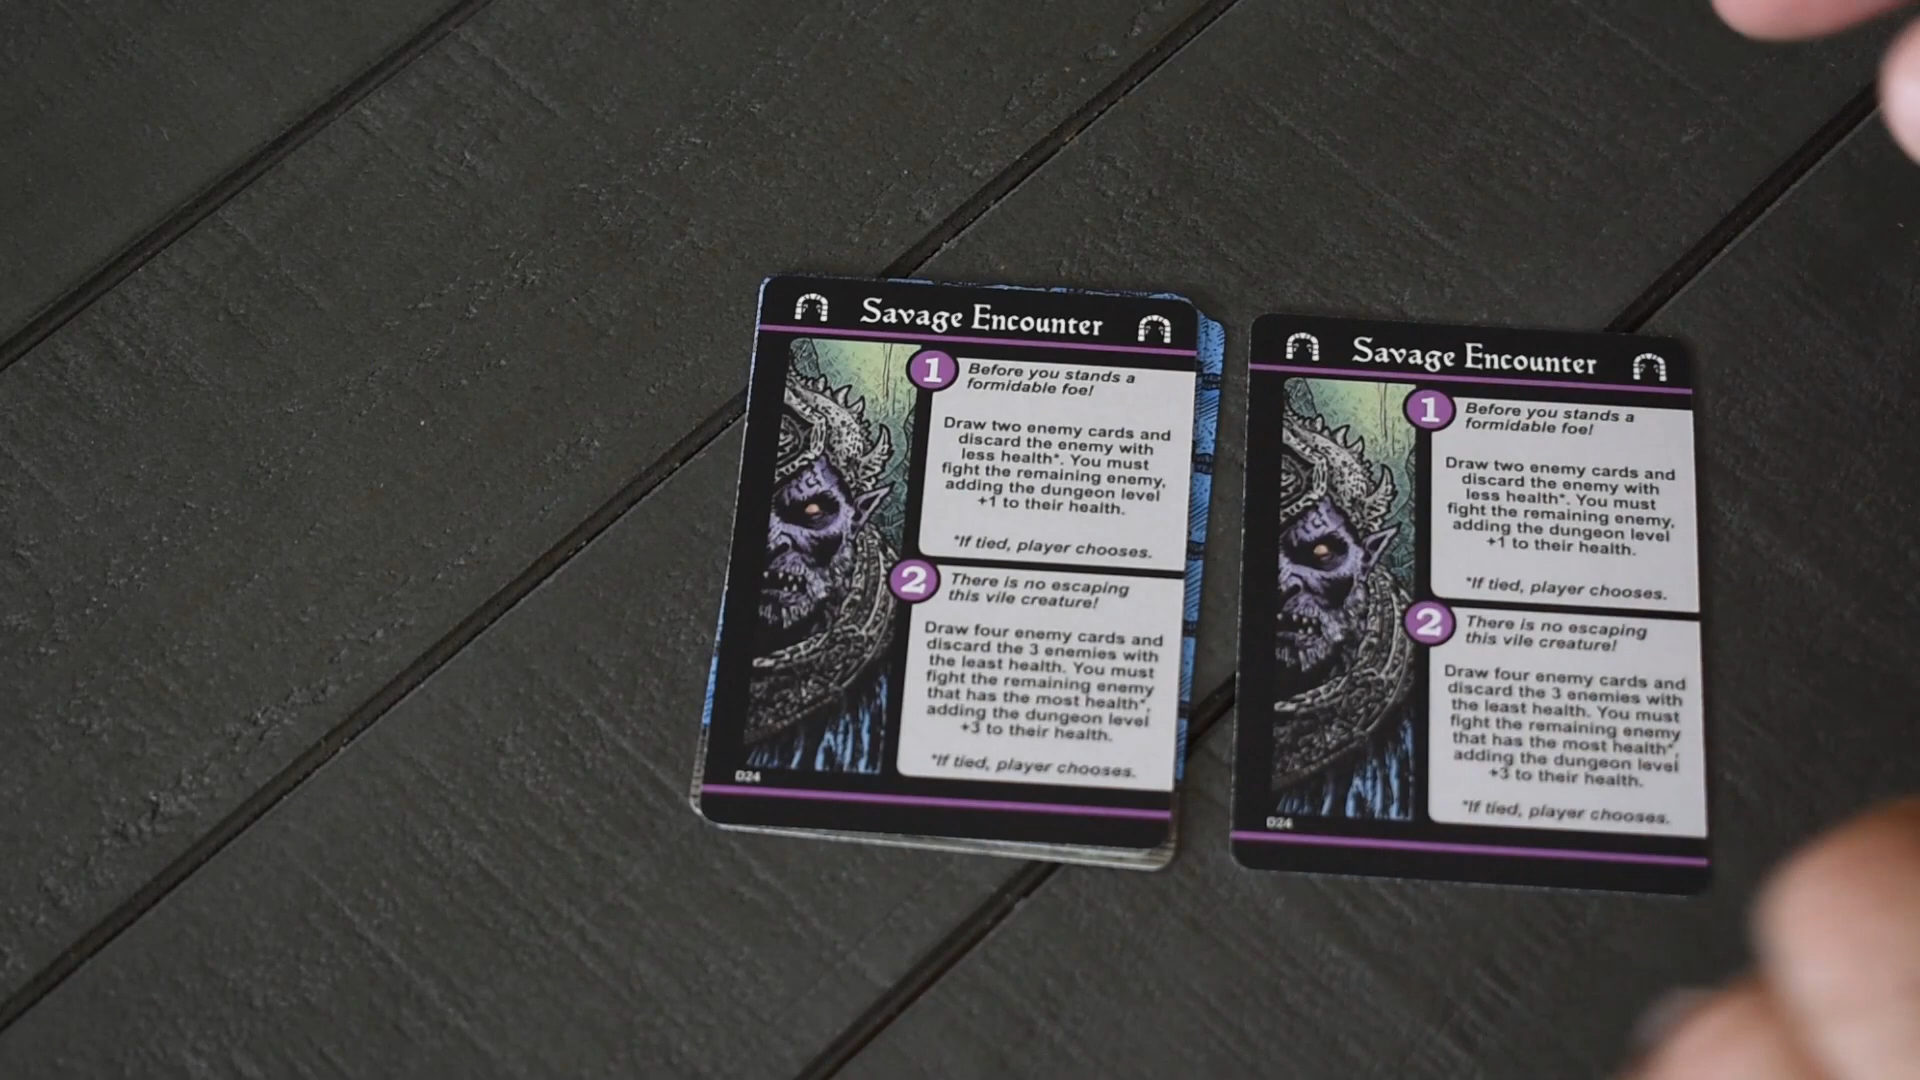 Savage Encounter
1
Before you stands a
formidable foe!
Draw two enemy cards and
discard the enemy with
less health*. You must
fight the remaining enemy,
adding the dungeon level
+1 to their health.
*If tied, player chooses.
2
There is no escaping
this vile creature!
Draw four enemy cards and
discard the 3 enemies with
the least health. You must
fight the remaining enemy
that has the most health*,
adding the dungeon level
+3 to their health.
*If tied, player chooses.
D24
Savage Encounter
1
Before you stands a
formidable foe!
Draw two enemy cards and
discard the enemy with
less health*. You must
fight the remaining enemy,
adding the dungeon level
+1 to their health.
*If tied, player chooses.
2
There is no escaping
this vile creature!
Draw four enemy cards and
discard the 3 enemies with
the least health. You must
fight the remaining enemy
that has the most health*,
adding the dungeon level
+3 to their health.
*If tied, player chooses.
D24